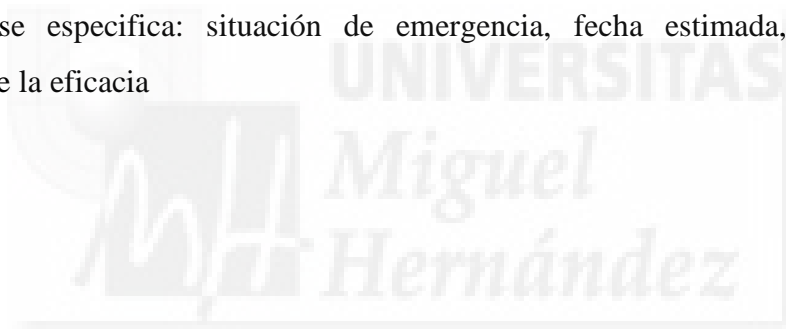 se especifica: situación de emergencia, fecha estimada,
e la eficacia
UNIVERSITAS
Miguel
Hernández